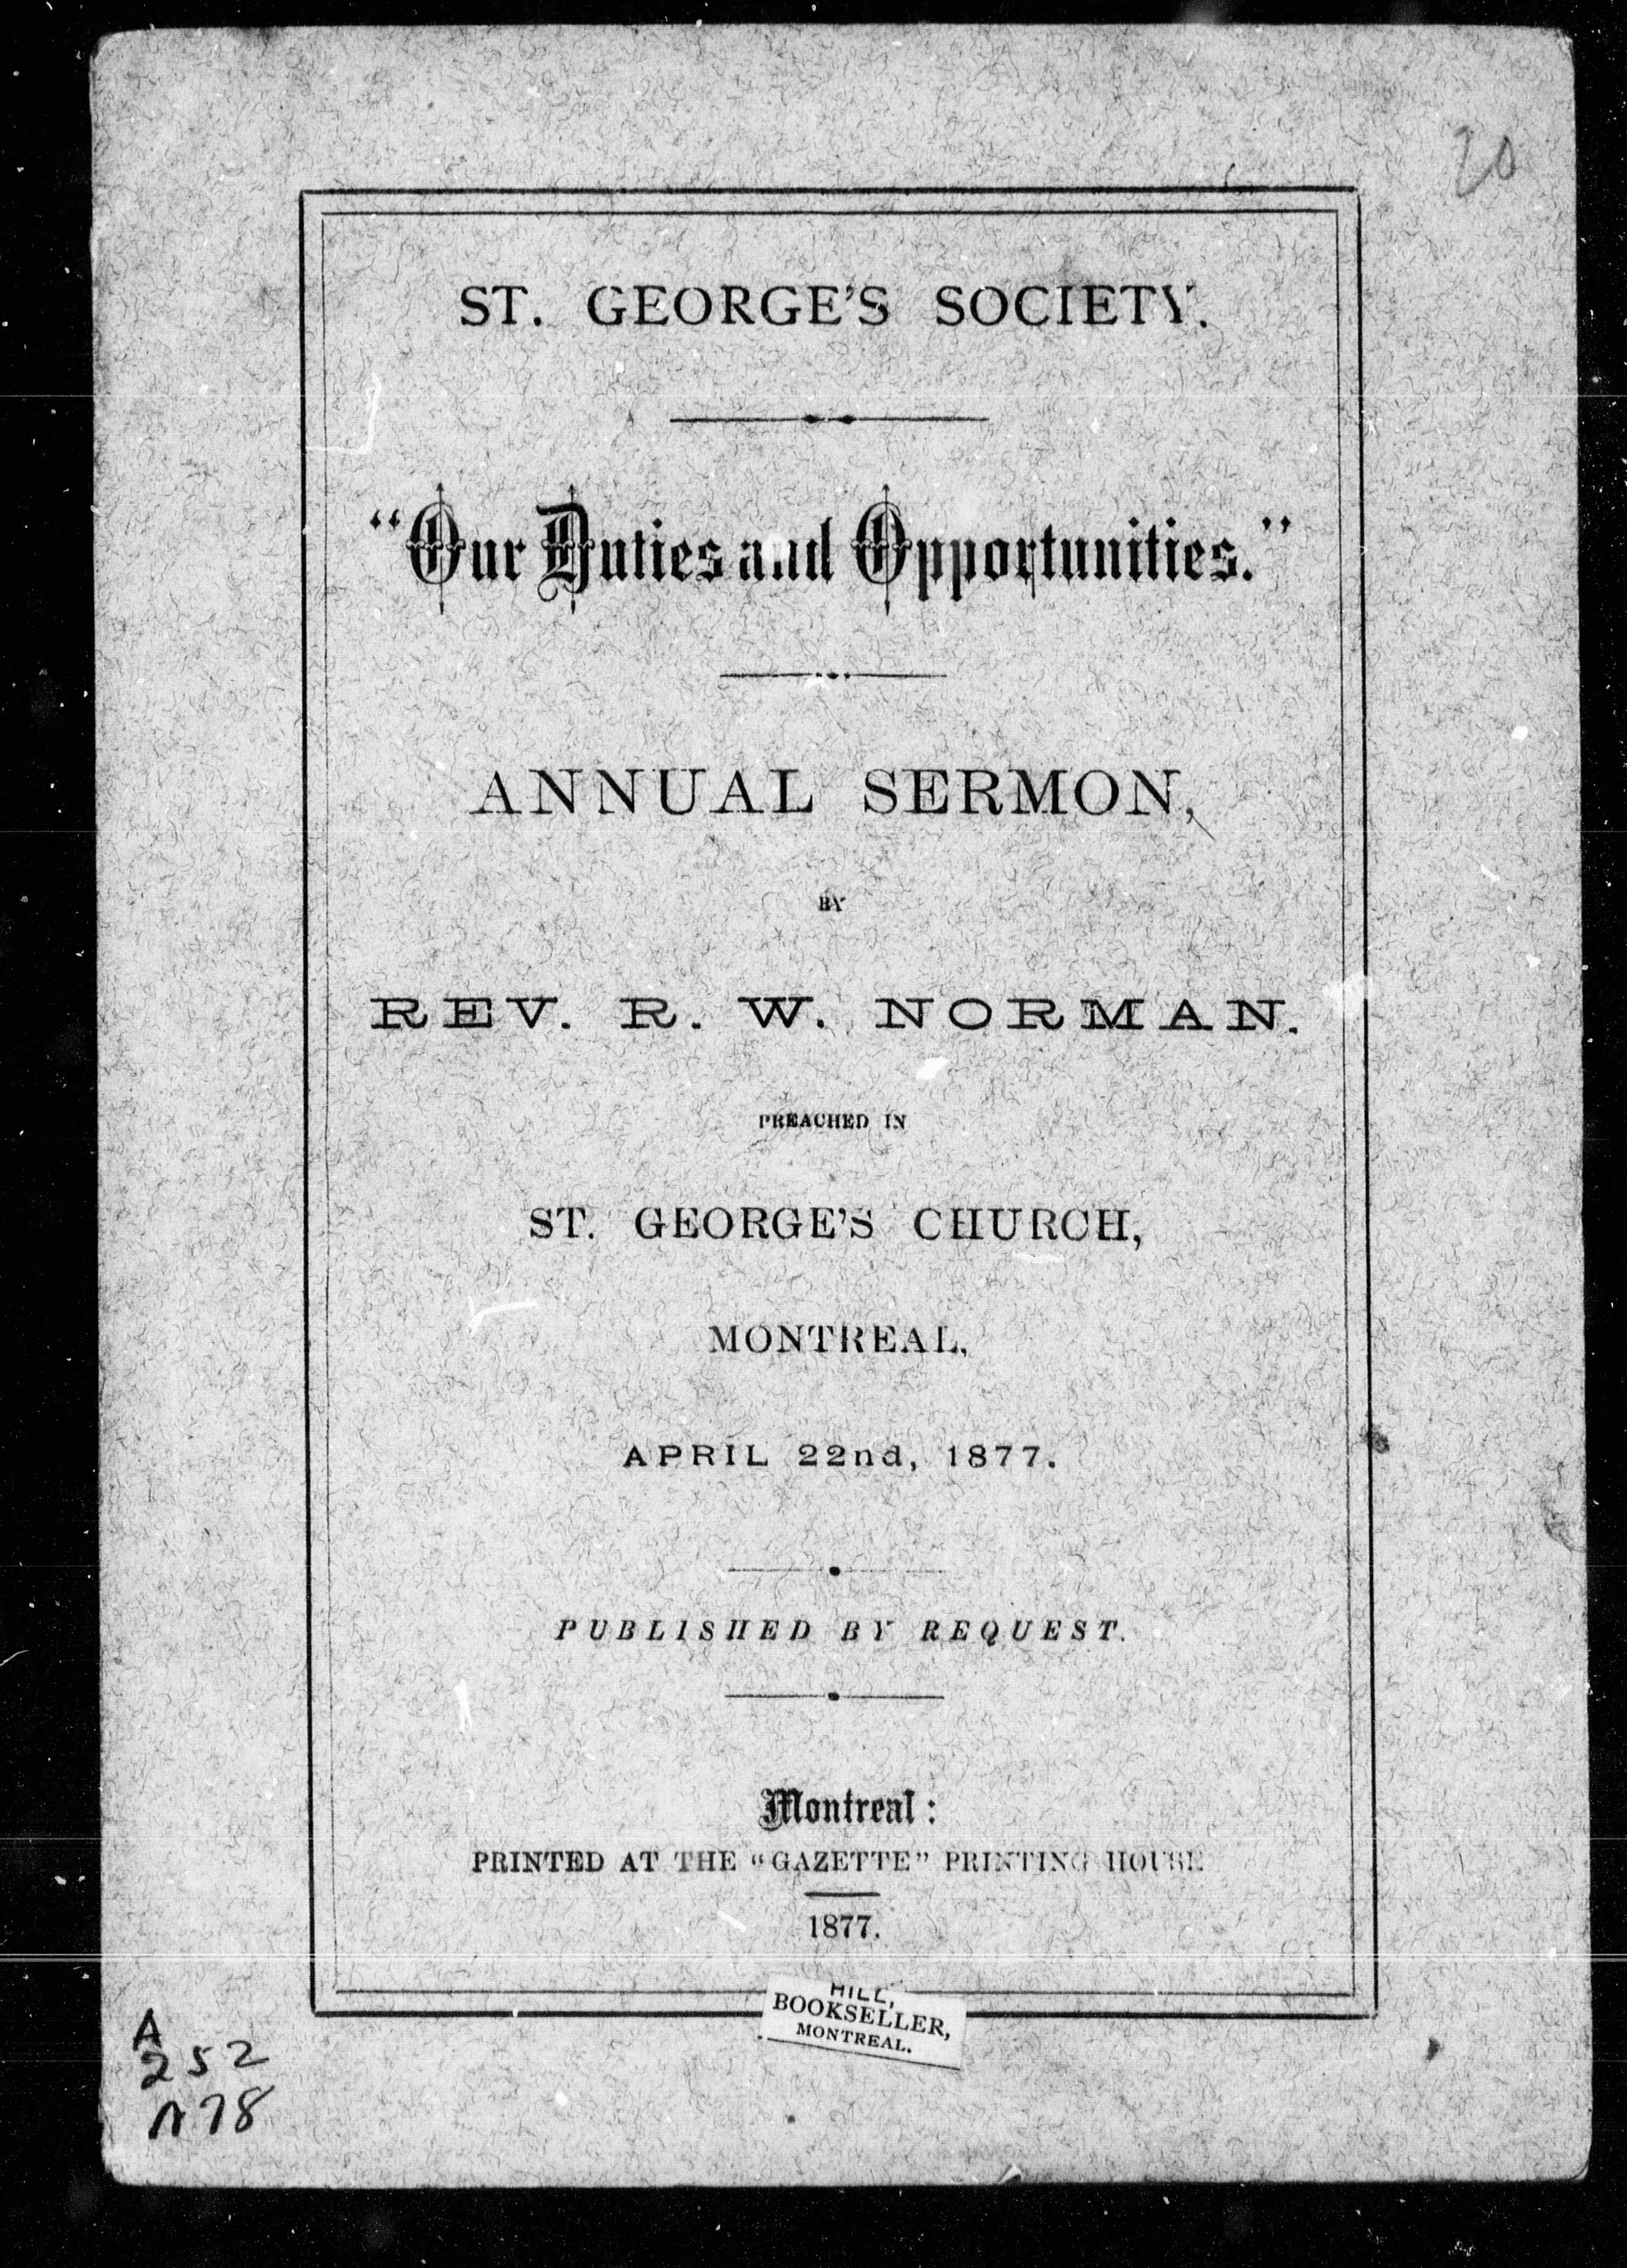 20
ST. GEORGE'S SOCIETY.
"Our Duties and Opportunities."
ANNUAL SERMON,
BY
REV. R. W. NORMAN.
PREACHED IN
ST. GEORGE'S CHURCH,
MONTREAL,
APRIL 22nd, 1877.
PUBLISHED BY REQUEST.
Montreal:
PRINTED AT THE "GAZETTE" PRINTING HOUSE
1877.
HILL,
BOOKSELLER,
MONTREAL.
A
252
N78